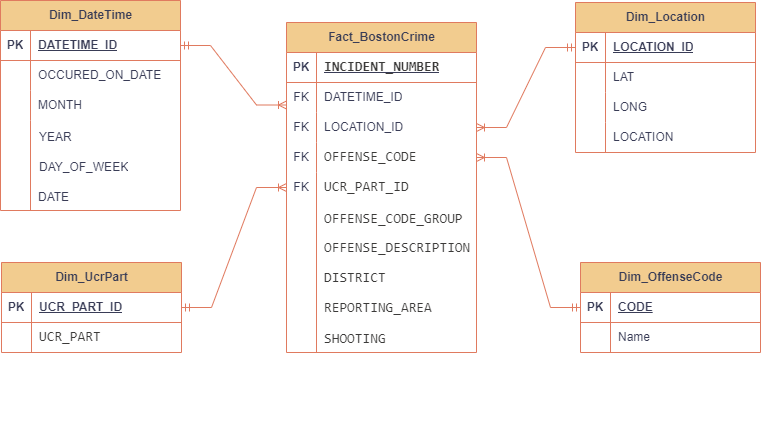 Dim_DateTime
PK DATETIME_ID
OCCURED_ON_DATE
MONTH
YEAR
DAY_OF_WEEK
DATE
Fact_BostonCrime
PK INCIDENT_NUMBER
FK DATETIME_ID
FK LOCATION_ID
FK OFFENSE_CODE
FK UCR_PART_ID
OFFENSE_CODE_GROUP
OFFENSE_DESCRIPTION
DISTRICT
REPORTING_AREA
SHOOTING
Dim_Location
PK LOCATION_ID
LAT
LONG
LOCATION
Dim_UcrPart
PK UCR_PART_ID
UCR_PART
Dim_OffenseCode
PK CODE
Name